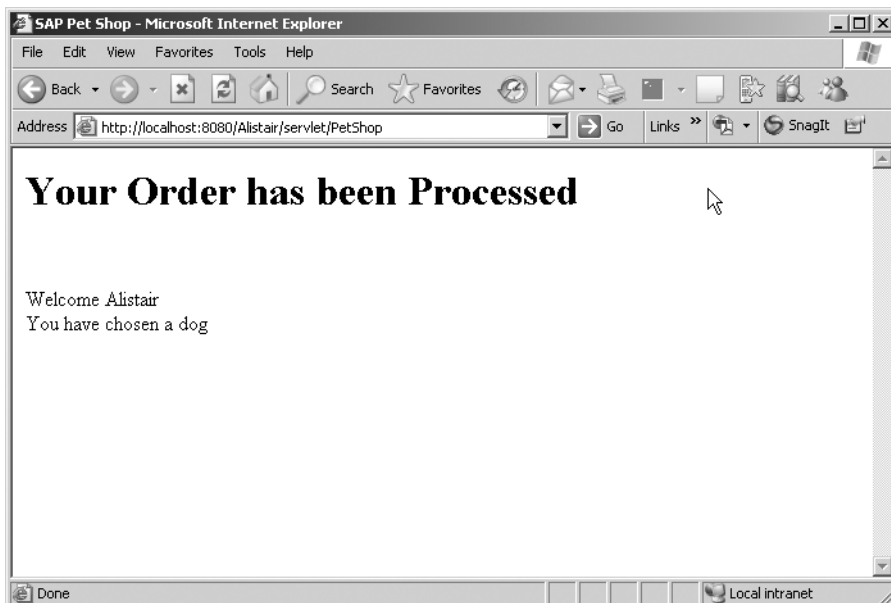 SAP Pet Shop - Microsoft Internet Explorer
File Edit View Favorites Tools Help
Back Search Favorites
Address http://localhost:8080/Alistair/servlet/PetShop Go Links » SnagIt
Your Order has been Processed
Welcome Alistair
You have chosen a dog
Done Local intranet